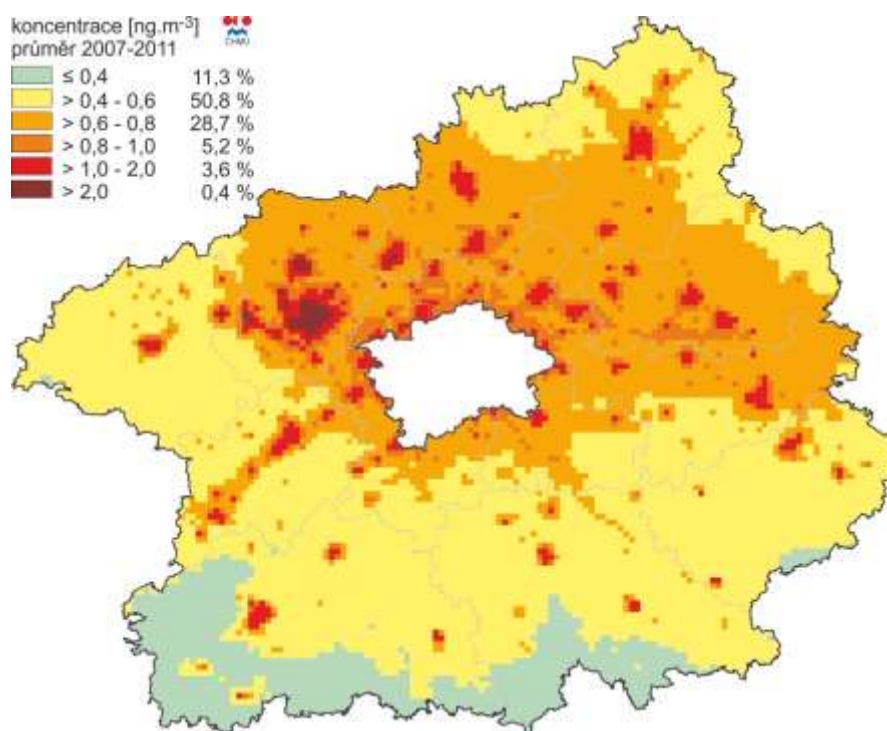 koncentrace [ng.m-3]
průměr 2007-2011
ČHMÚ
≤ 0,4 11,3 %
> 0,4 - 0,6 50,8 %
> 0,6 - 0,8 28,7 %
> 0,8 - 1,0 5,2 %
> 1,0 - 2,0 3,6 %
> 2,0 0,4 %